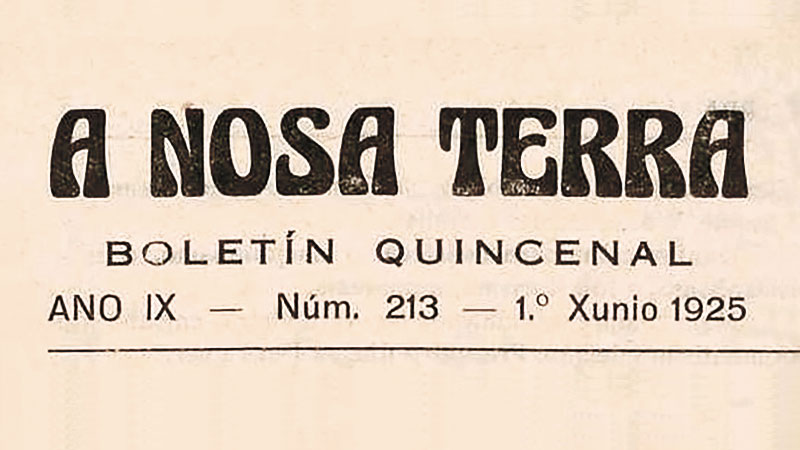 A NOSA TERRA
BOLETÍN QUINCENAL
ANO IX — Núm. 213 — 1.º Xunio 1925